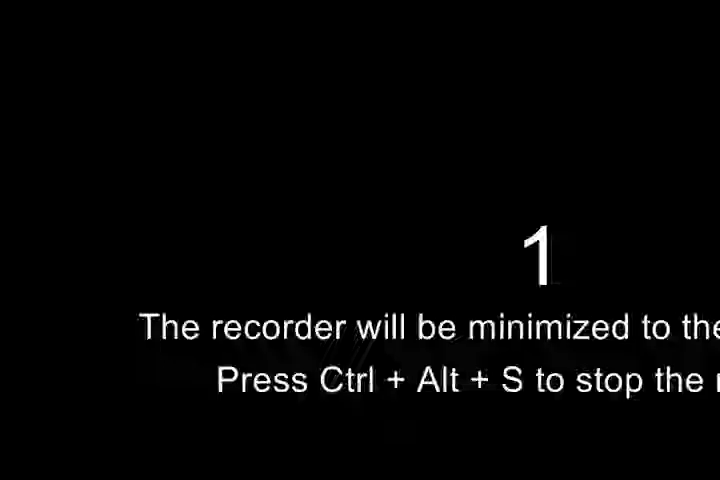 1
The recorder will be minimized to the
Press Ctrl + Alt + S to stop the